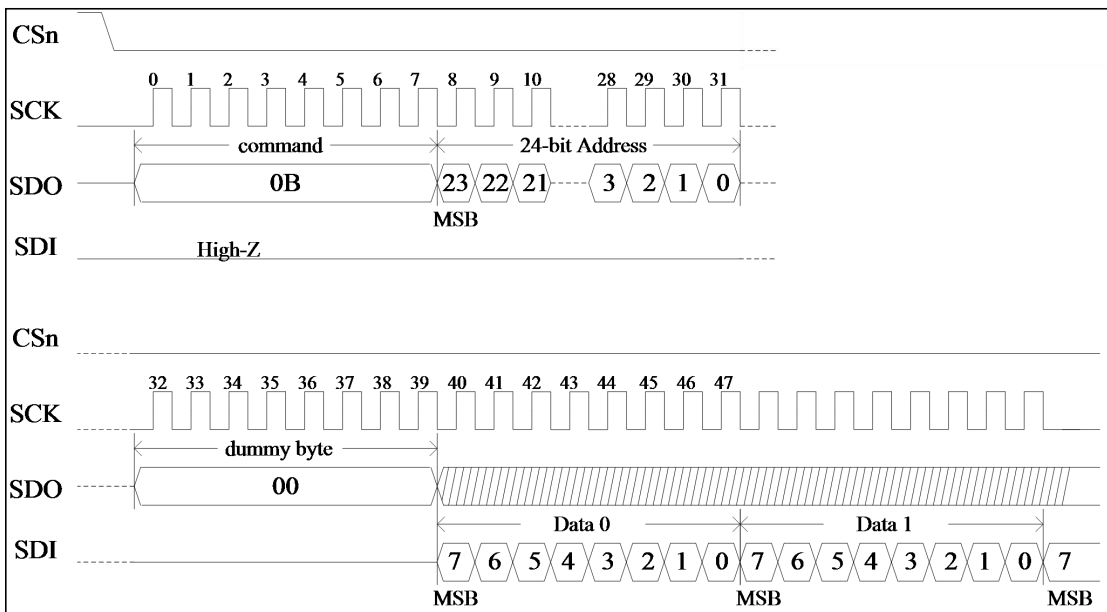 CSn
0 1 2 3 4 5 6 7 8 9 10 28 29 30 31
SCK
command 24-bit Address
SDO 0B 23 22 21 3 2 1 0
MSB
SDI High-Z
CSn
32 33 34 35 36 37 38 39 40 41 42 43 44 45 46 47
SCK
dummy byte
SDO 00
Data 0 Data 1
SDI 7 6 5 4 3 2 1 0 7 6 5 4 3 2 1 0 7
MSB MSB MSB